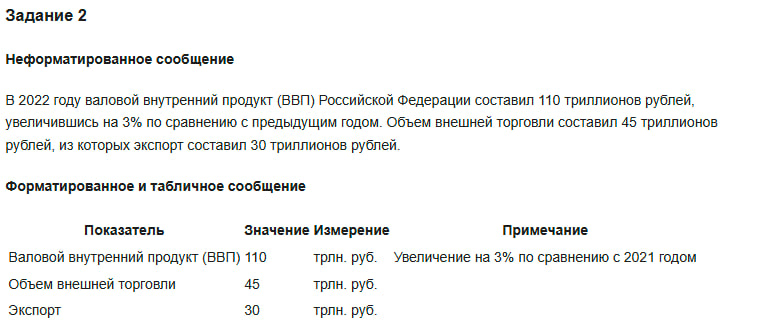 Задание 2
Неформатированное сообщение
В 2022 году валовой внутренний продукт (ВВП) Российской Федерации составил 110 триллионов рублей,
увеличившись на 3% по сравнению с предыдущим годом. Объем внешней торговли составил 45 триллионов
рублей, из которых экспорт составил 30 триллионов рублей.
Форматированное и табличное сообщение
Показатель Значение Измерение Примечание
Валовой внутренний продукт (ВВП) 110 трлн. руб. Увеличение на 3% по сравнению с 2021 годом
Объем внешней торговли 45 трлн. руб.
Экспорт 30 трлн. руб.